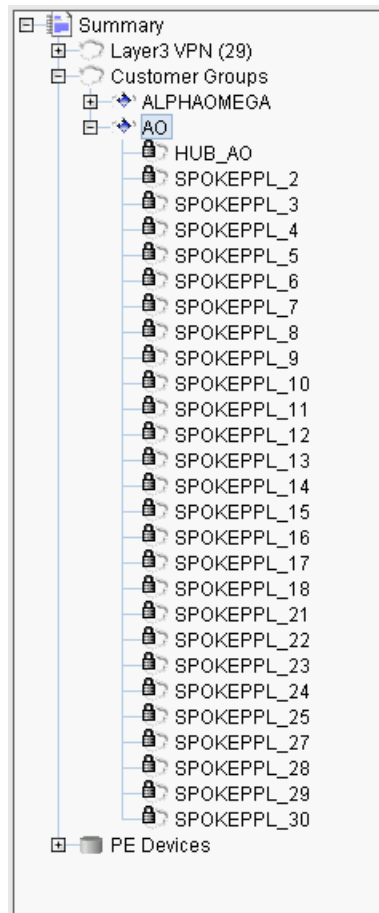 Summary
Layer3 VPN (29)
Customer Groups
ALPHAOMEGA
AO
HUB_AO
SPOKEPPL_2
SPOKEPPL_3
SPOKEPPL_4
SPOKEPPL_5
SPOKEPPL_6
SPOKEPPL_7
SPOKEPPL_8
SPOKEPPL_9
SPOKEPPL_10
SPOKEPPL_11
SPOKEPPL_12
SPOKEPPL_13
SPOKEPPL_14
SPOKEPPL_15
SPOKEPPL_16
SPOKEPPL_17
SPOKEPPL_18
SPOKEPPL_21
SPOKEPPL_22
SPOKEPPL_23
SPOKEPPL_24
SPOKEPPL_25
SPOKEPPL_27
SPOKEPPL_28
SPOKEPPL_29
SPOKEPPL_30
PE Devices